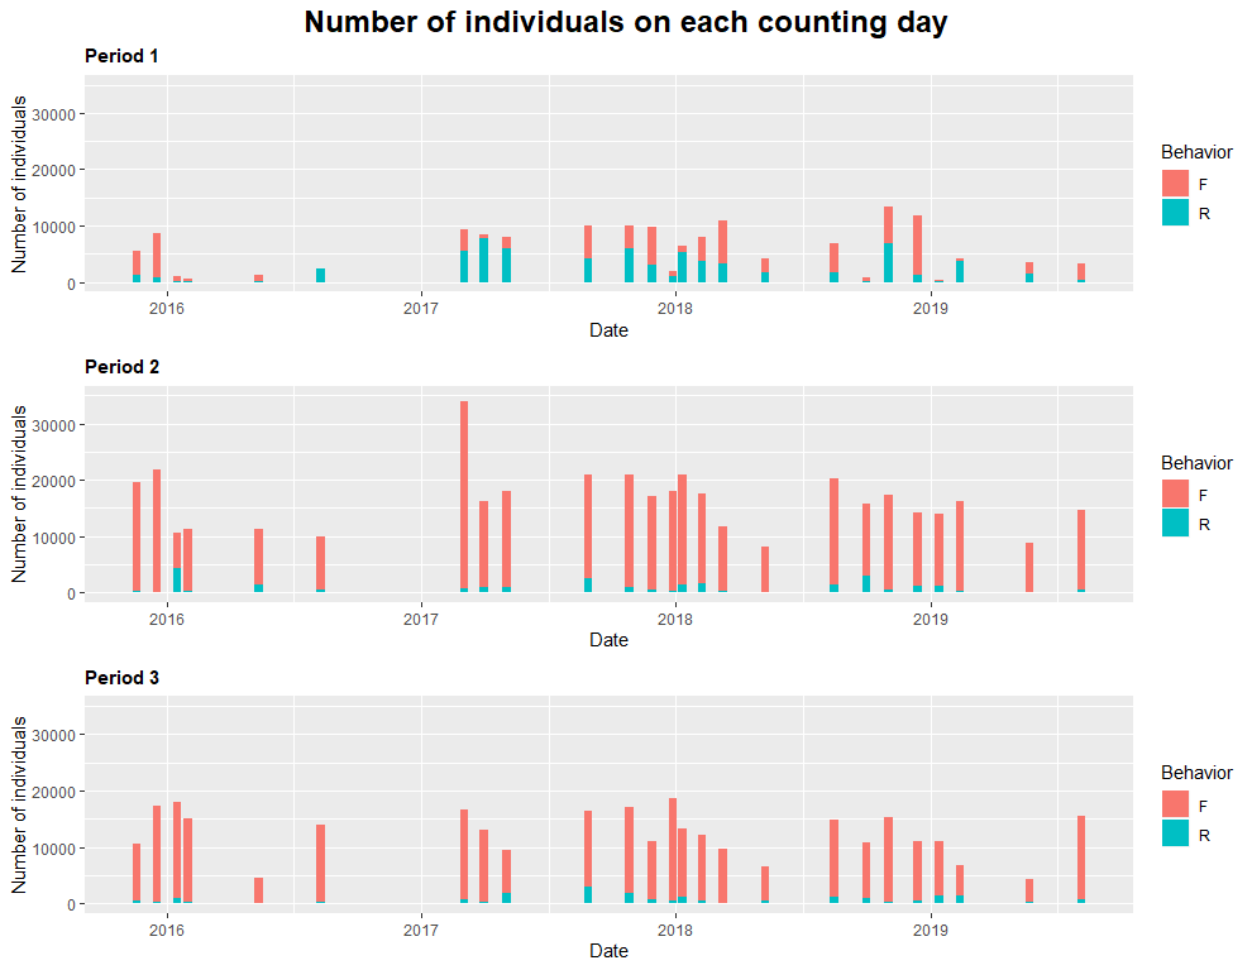 Number of individuals on each counting day
Period 1
Number of individuals
30000
20000
10000
0
2016
2017
2018
2019
Date
Behavior
F
R
Period 2
Number of individuals
30000
20000
10000
0
2016
2017
2018
2019
Date
Behavior
F
R
Period 3
Number of individuals
30000
20000
10000
0
2016
2017
2018
2019
Date
Behavior
F
R